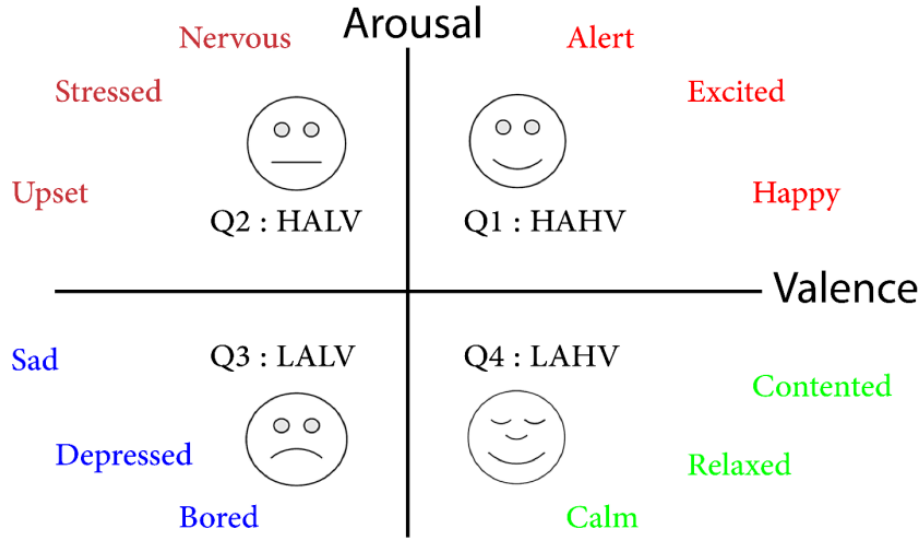 Nervous
Arousal
Alert
Stressed
Excited
Upset
Happy
Q2 : HALV
Q1 : HAHV
Valence
Sad
Q3 : LALV
Q4 : LAHV
Contented
Depressed
Relaxed
Bored
Calm